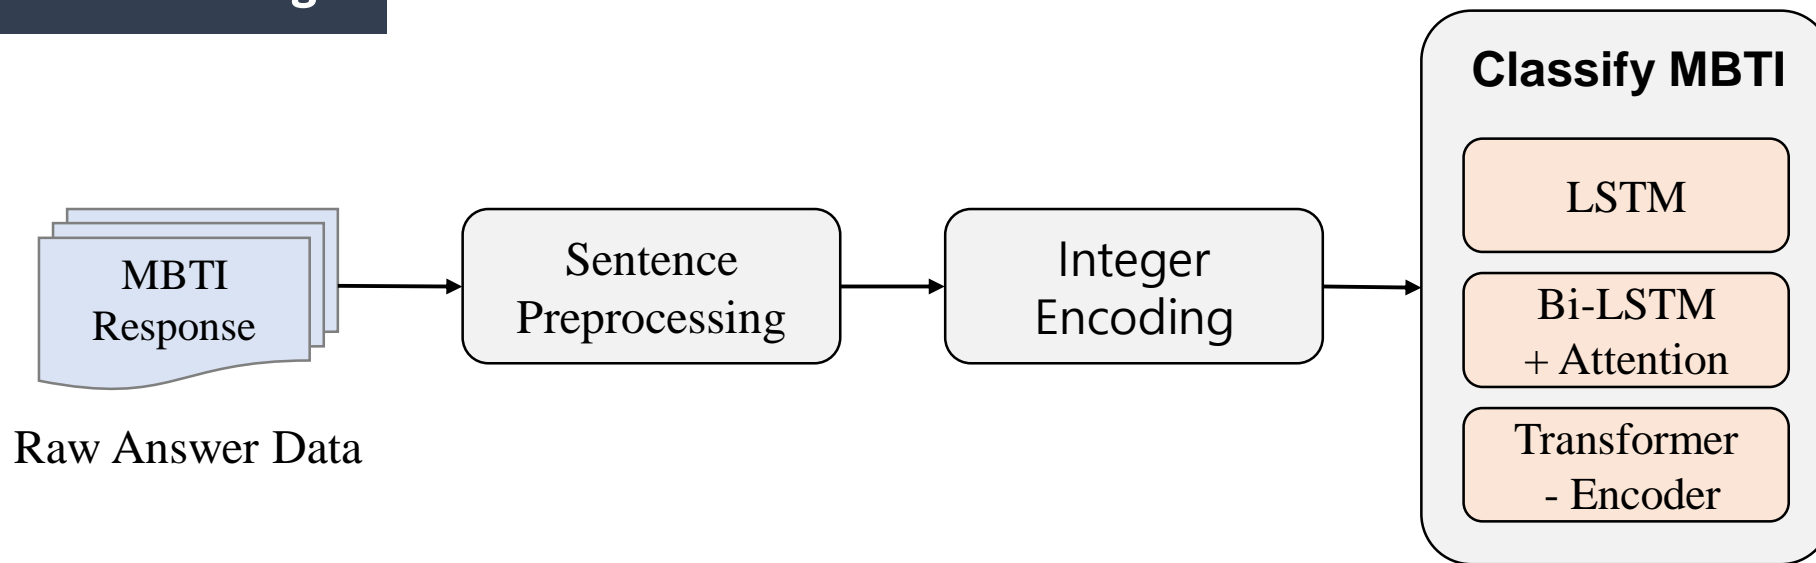 MBTI
Response
Raw Answer Data
Sentence
Preprocessing
Integer
Encoding
Classify MBTI
LSTM
Bi-LSTM
+ Attention
Transformer
- Encoder